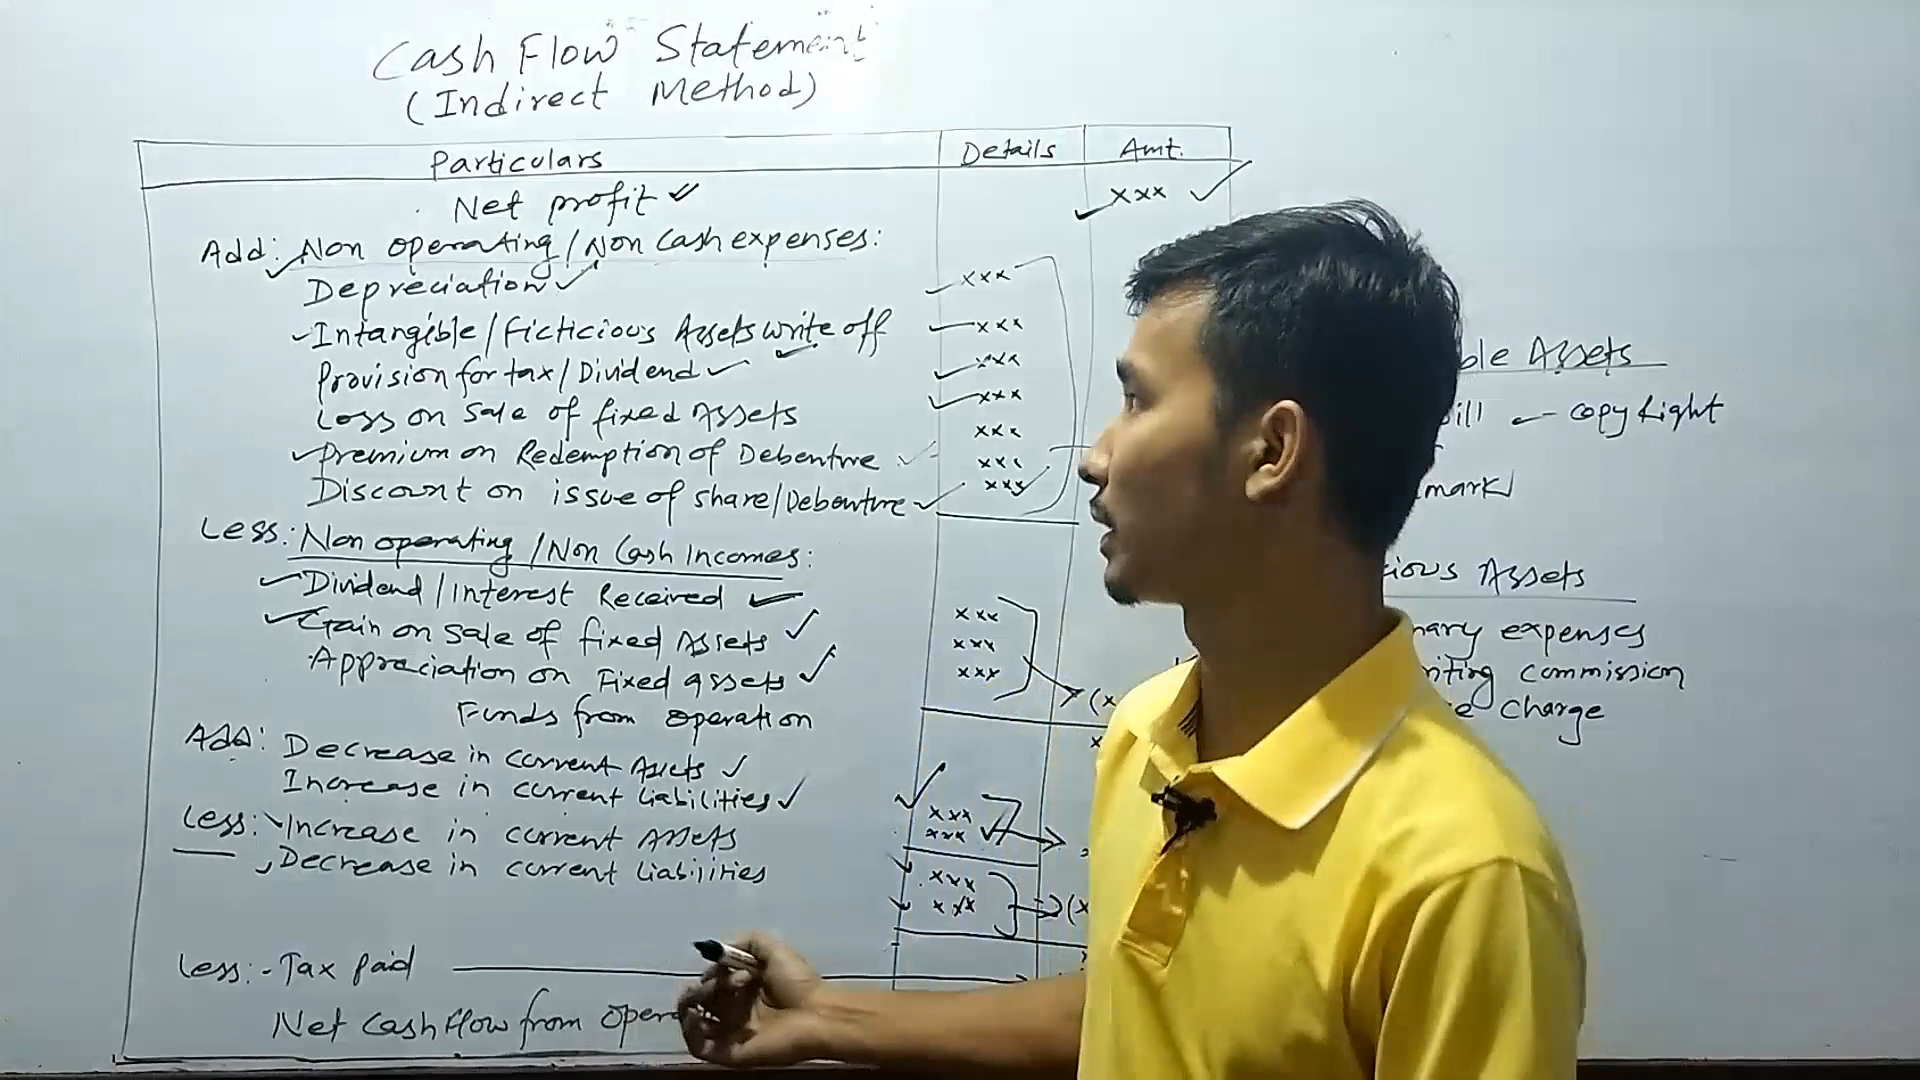 Cash Flow Statement
(Indirect Method)
Particulars Details Amt.
Net profit xxx
Add: Non operating/Non Cash expenses:
Depreciation xxx
Intangible/Ficticious Assets write off xxx
Provision for tax/Dividend xxx
Loss on Sale of fixed Assets xxx
Premium on Redemption of Debenture xxx
xxx
Discount on issue of share/Debenture xxx
Less: Non operating/Non Cash Incomes:
Dividend/Interest Received xxx
Gain on Sale of fixed Assets xxx
Appreciation on Fixed assets xxx
(x
Funds from operation x
Add: Decrease in current Assets xxx
Increase in current Liabilities xxx
Less: Increase in current Assets xxx
Decrease in current Liabilities xxx
(x
Less:- Tax paid
Net Cash flow from opera
ble Assets
ill copy Right
mark
ious Assets
nary expenses
riting commission
e Charge